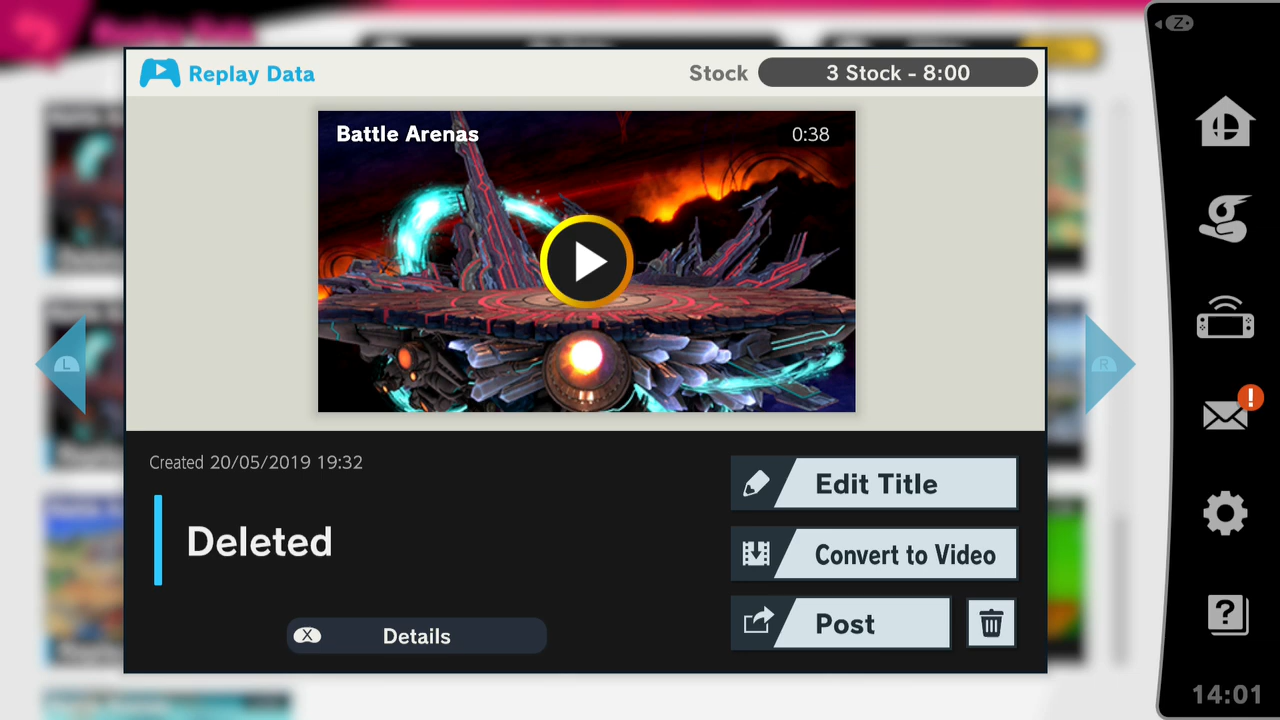 Z
Replay Data
Stock
3 Stock - 8:00
Battle Arenas
0:38
L
R
!
Created 20/05/2019 19:32
Deleted
Edit Title
Convert to Video
Post
X Details
?
14:01